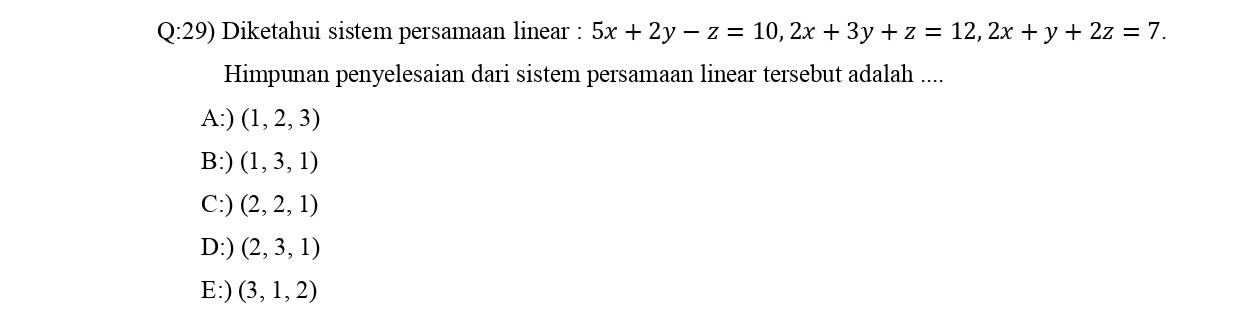 Q:29) Diketahui sistem persamaan linear : 5x + 2y − z = 10, 2x + 3y + z = 12, 2x + y + 2z = 7.
Himpunan penyelesaian dari sistem persamaan linear tersebut adalah ....
A:) (1, 2, 3)
B:) (1, 3, 1)
C:) (2, 2, 1)
D:) (2, 3, 1)
E:) (3, 1, 2)